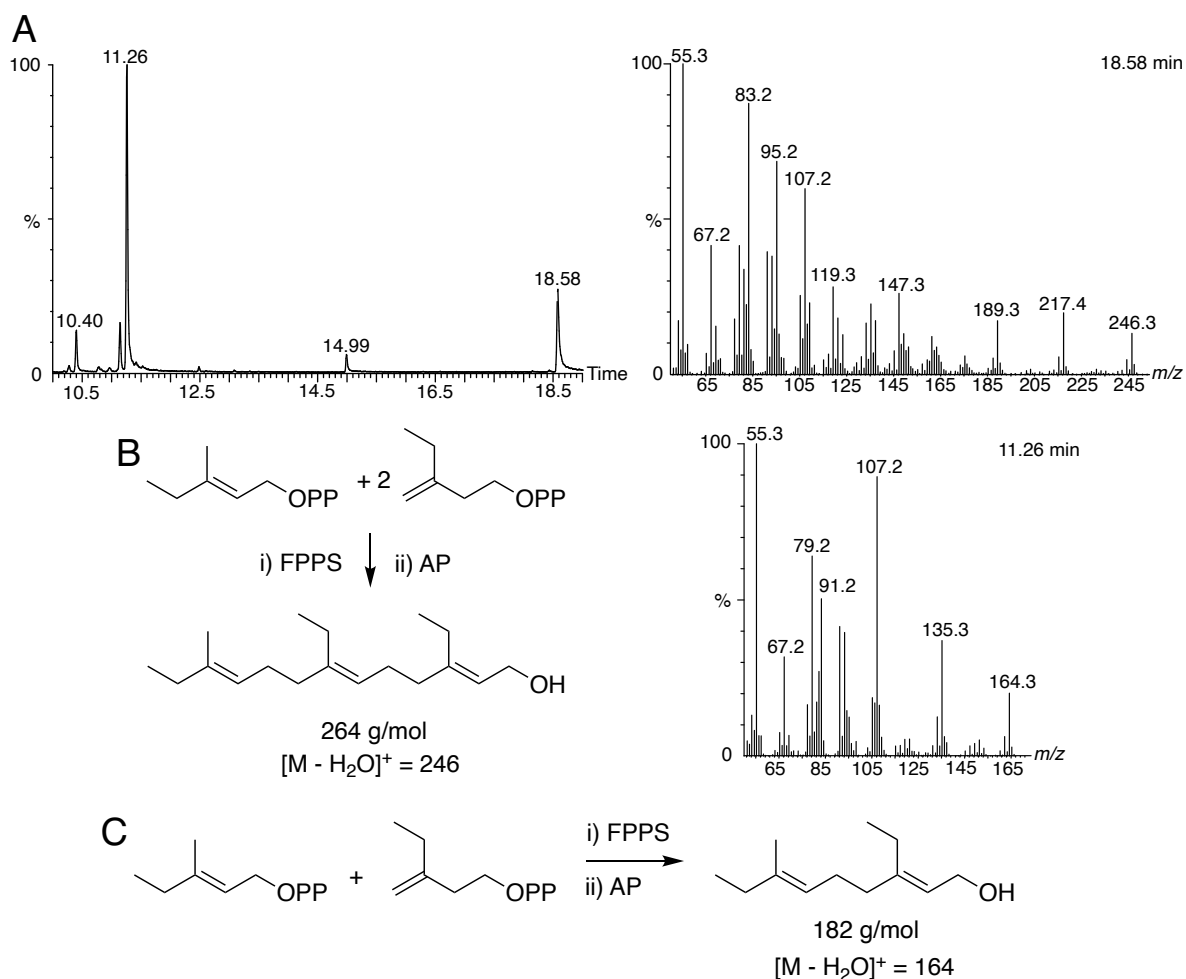 A
100
%
0
11.26
10.40
14.99
18.58
Time
10.5
12.5
14.5
16.5
18.5
18.58 min
100
%
0
55.3
83.2
95.2
107.2
67.2
119.3
147.3
189.3
217.4
246.3
65
85
105
125
145
165
185
205
225
245
m/z
B
OPP
+ 2
OPP
i) FPPS
ii) AP
OH
264 g/mol
[M - H₂O]⁺ = 246
11.26 min
100
%
0
55.3
107.2
79.2
91.2
67.2
135.3
164.3
65
85
105
125
145
165
m/z
C
OPP
+
OPP
i) FPPS
ii) AP
OH
182 g/mol
[M - H₂O]⁺ = 164